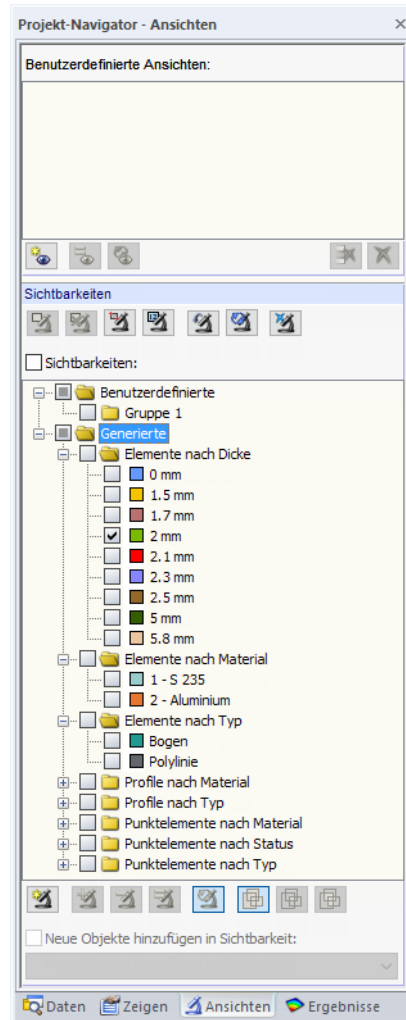 Projekt-Navigator - Ansichten
Benutzerdefinierte Ansichten:
Sichtbarkeiten
Sichtbarkeiten:
Benutzerdefinierte
Gruppe 1
Generierte
Elemente nach Dicke
0 mm
1.5 mm
1.7 mm
2 mm
2.1 mm
2.3 mm
2.5 mm
5 mm
5.8 mm
Elemente nach Material
1 - S 235
2 - Aluminium
Elemente nach Typ
Bogen
Polylinie
Profile nach Material
Profile nach Typ
Punktelemente nach Material
Punktelemente nach Status
Punktelemente nach Typ
Neue Objekte hinzufügen in Sichtbarkeit:
Daten Zeigen Ansichten Ergebnisse